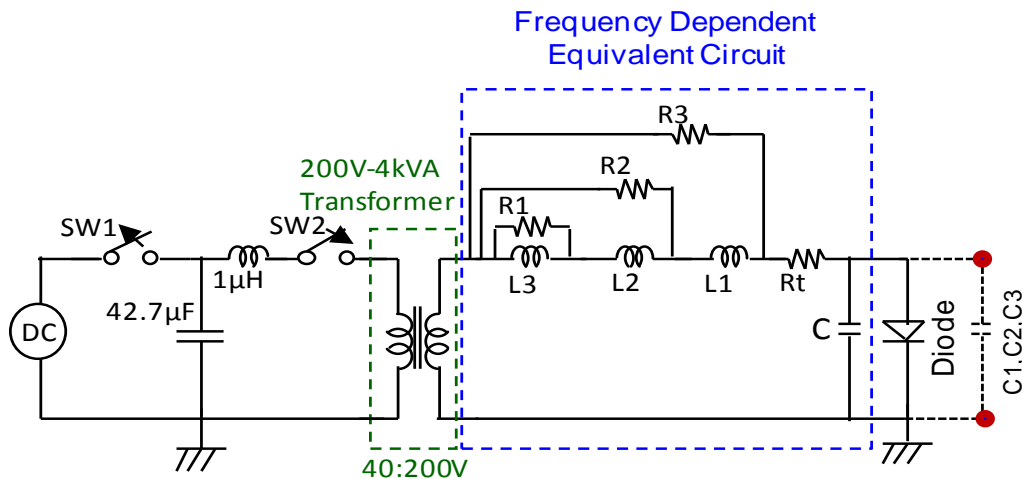 Frequency Dependent
Equivalent Circuit
R3
200V-4kVA
Transformer
R2
R1
SW1
SW2
1µH
L3
L2
L1
Rt
42.7µF
DC
C
Diode
C1.C2.C3
40:200V